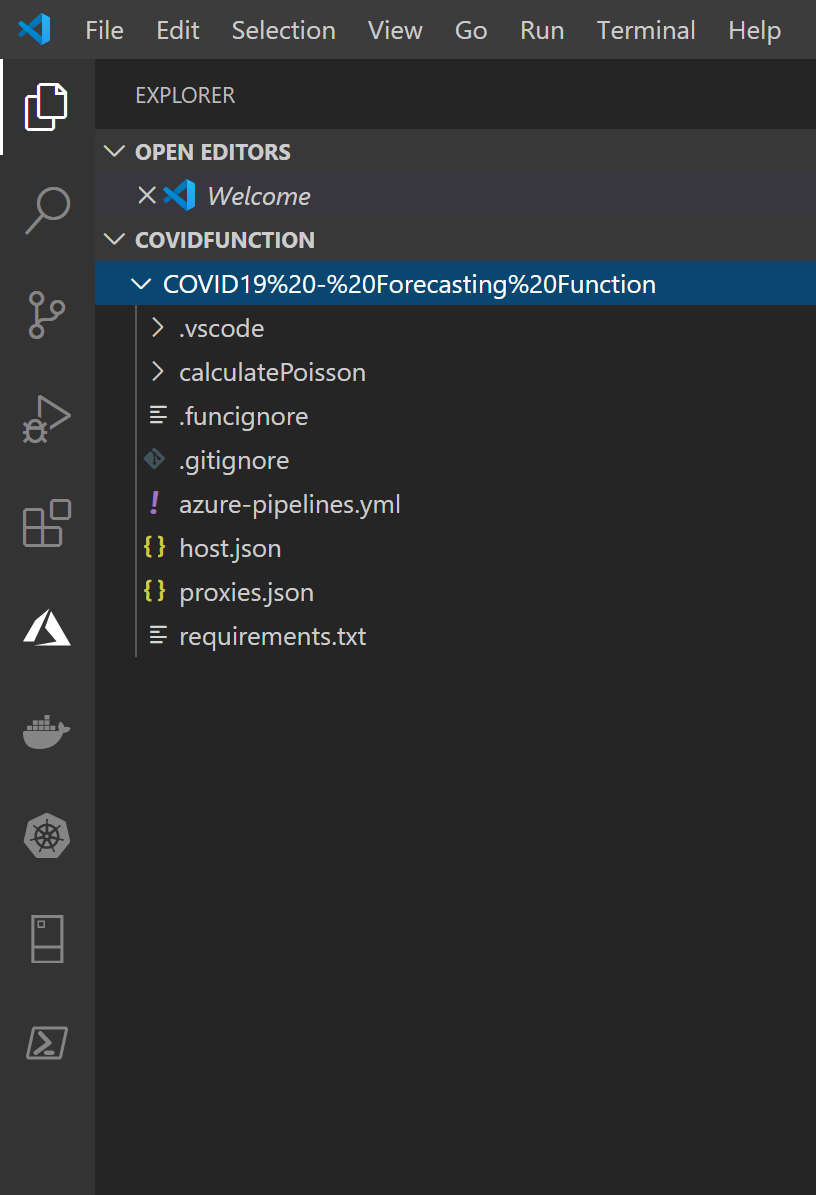 File Edit Selection View Go Run Terminal Help
EXPLORER
OPEN EDITORS
Welcome
COVIDFUNCTION
COVID19%20-%20Forecasting%20Function
.vscode
calculatePoisson
.funcignore
.gitignore
azure-pipelines.yml
host.json
proxies.json
requirements.txt